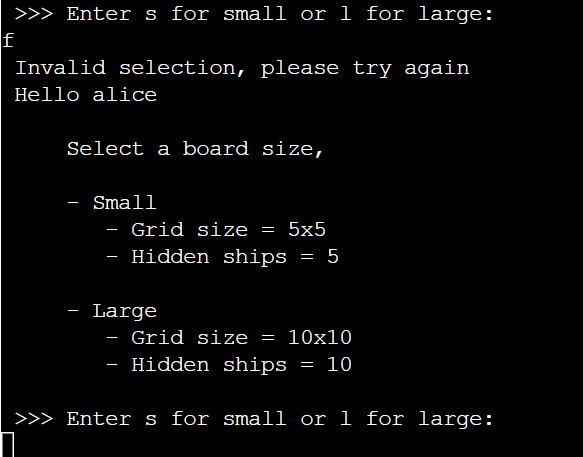 >>> Enter s for small or l for large:
f
Invalid selection, please try again
Hello alice
Select a board size,
- Small
- Grid size = 5x5
- Hidden ships = 5
- Large
- Grid size = 10x10
- Hidden ships = 10
>>> Enter s for small or l for large: